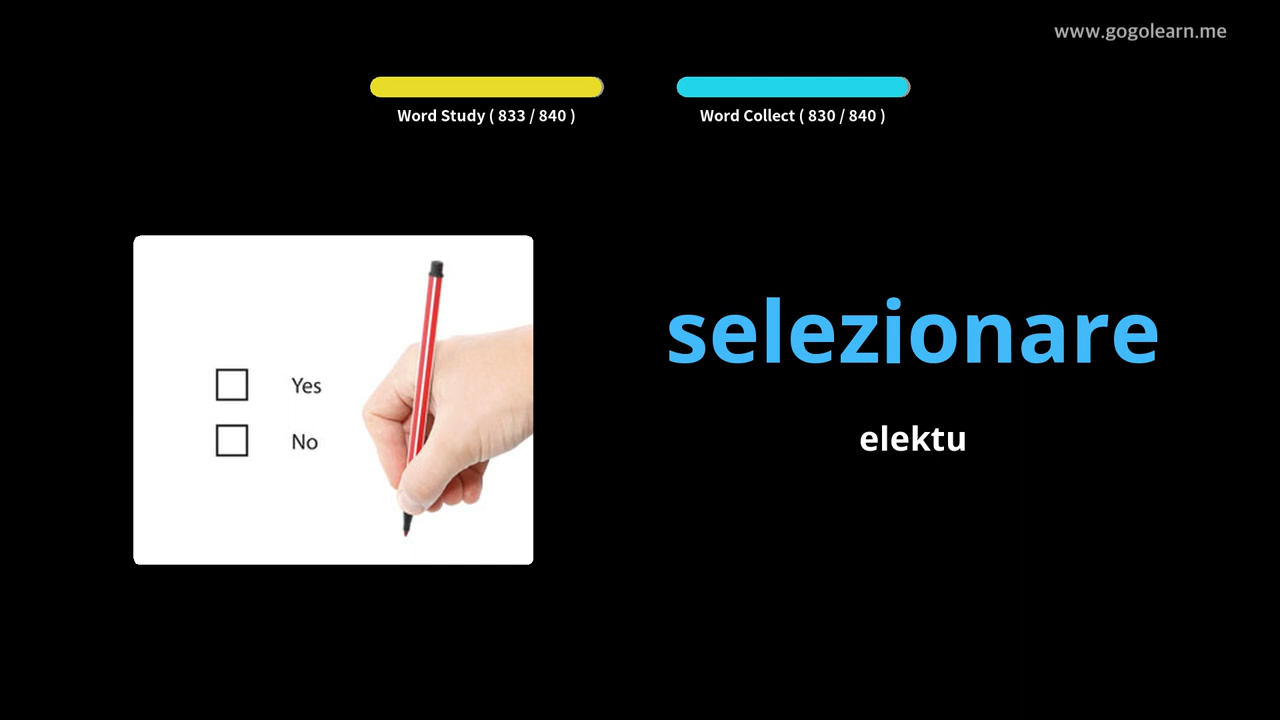 www.gogolearn.me
Word Study ( 833 / 840 )
Word Collect ( 830 / 840 )
Yes
No
selezionare
elektu